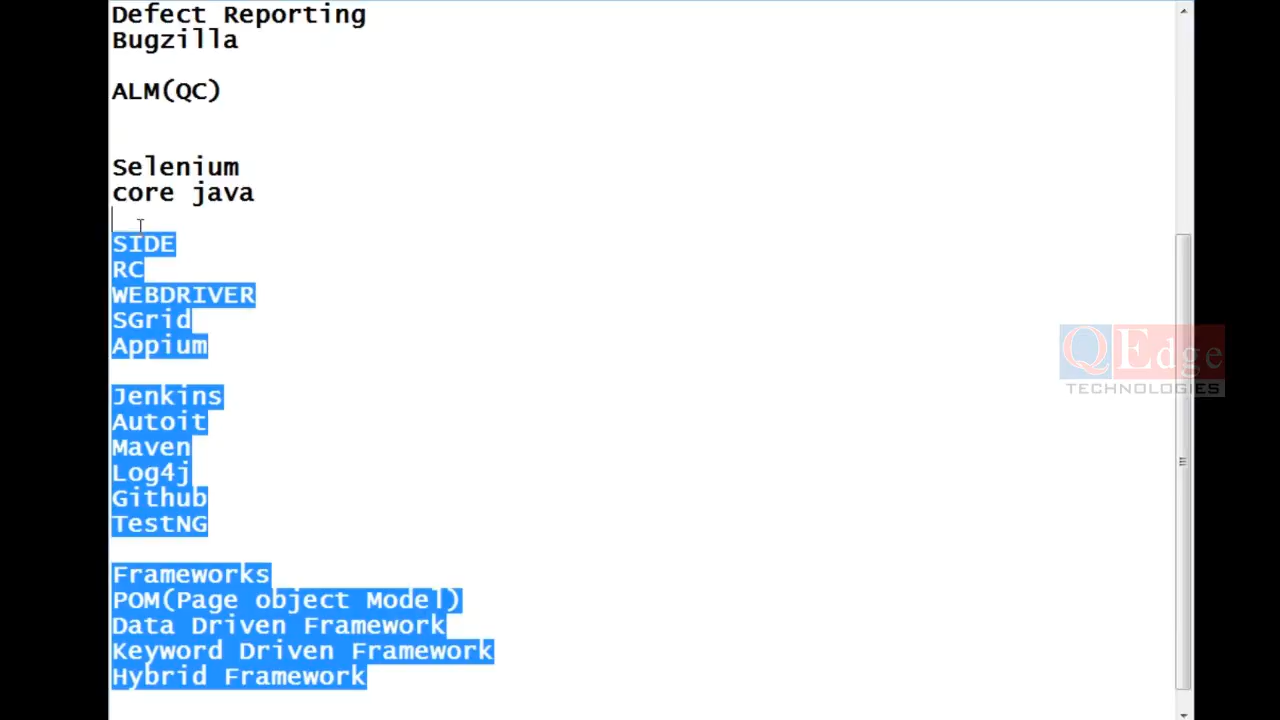 Defect Reporting
Bugzilla
ALM(QC)
Selenium
core java
SIDE
RC
WEBDRIVER
SGrid
Appium
Jenkins
Autoit
Maven
Log4j
Github
TestNG
Frameworks
POM(Page object Model)
Data Driven Framework
Keyword Driven Framework
Hybrid Framework
QEdge
TECHNOLOGIES